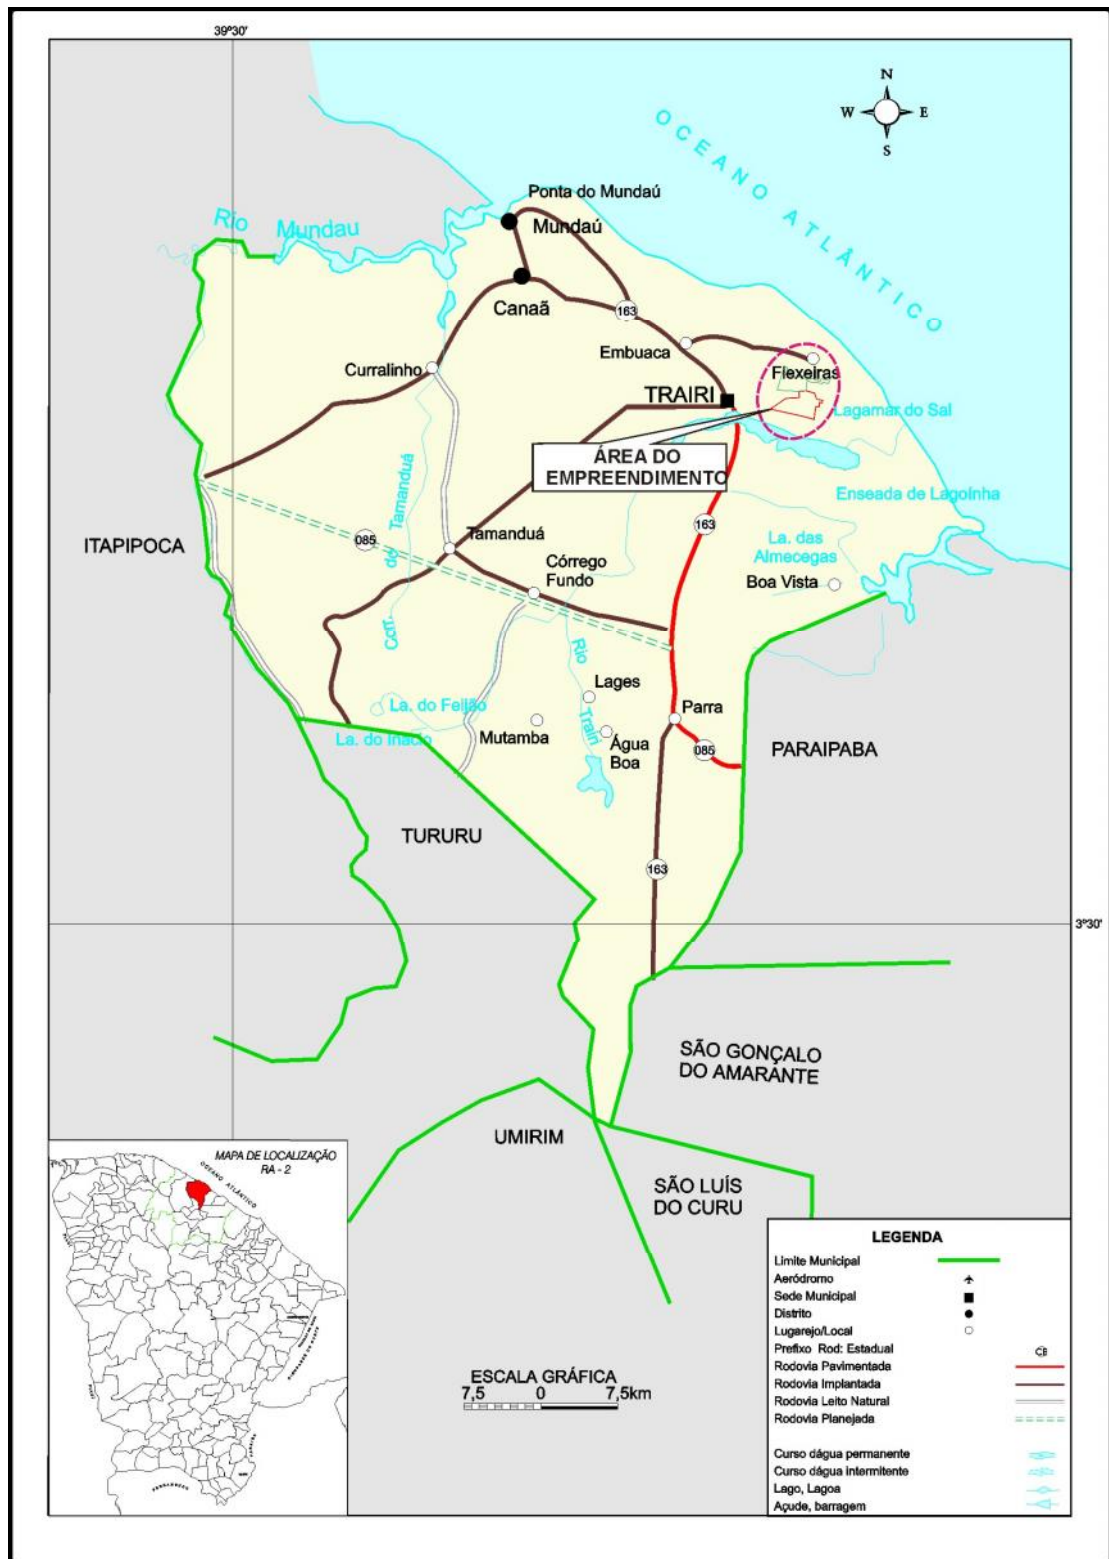 39º30'
N
W
E
S
OCEANO ATLÂNTICO
Ponta do Mundaú
Rio Mundau
Mundaú
Canaã
163
Embuaca
Flexeiras
Curralinho
TRAIRI
Lagamar do Sal
ÁREA DO
EMPREENDIMENTO
Enseada de Lagoinha
Corr. do Tamanduá
163
ITAPIPOCA
085
Tamanduá
La. das
Almecegas
Córrego
Fundo
Boa Vista
Rio Trairi
Lages
La. do Feijão
Parra
La. do Inácio
Mutamba
Água
Boa
085
PARAIPABA
TURURU
163
3º30'
SÃO GONÇALO
DO AMARANTE
UMIRIM
SÃO LUÍS
DO CURU
MAPA DE LOCALIZAÇÃO
RA - 2
OCEANO ATLÂNTICO
LEGENDA
Limite Municipal
Aeródromo
Sede Municipal
Distrito
Lugarejo/Local
Prefixo Rod: Estadual
CE
Rodovia Pavimentada
Rodovia Implantada
Rodovia Leito Natural
Rodovia Planejada
Curso dágua permanente
Curso dágua intermitente
Lago, Lagoa
Açude, barragem
ESCALA GRÁFICA
7,5 0 7,5km